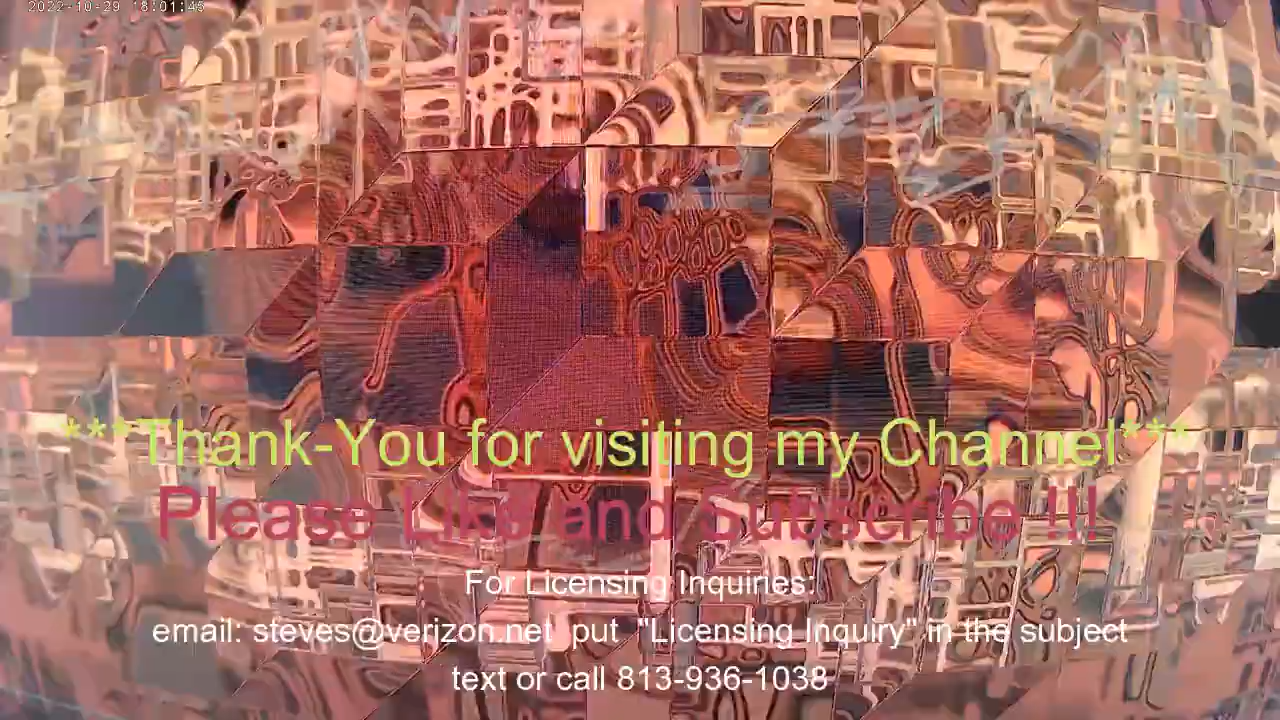 2022-10-29 18:01:45
***Thank-You for visiting my Channel***
Please Like and Subscribe !!!
For Licensing Inquiries:
email: steves@verizon.net put "Licensing Inquiry" in the subject
text or call 813-936-1038